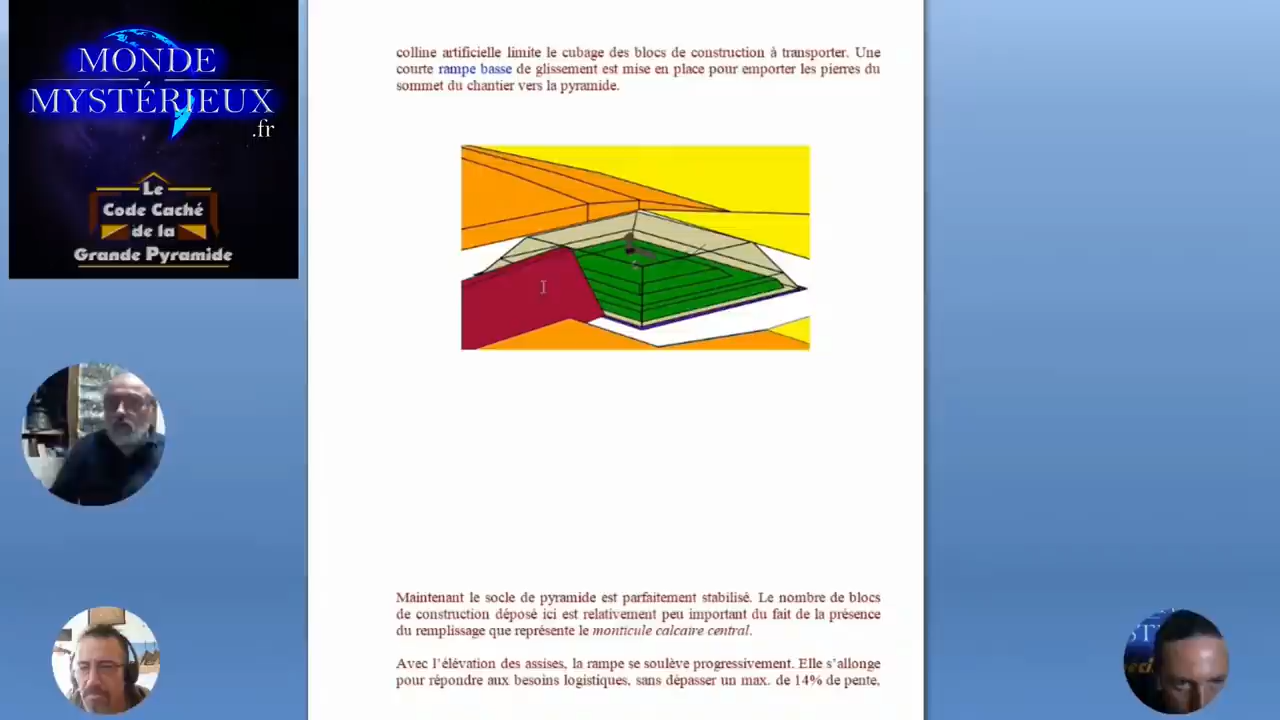 MONDE
MYSTÉRIEUX
.fr
Le
Code Caché
de la
Grande Pyramide
colline artificielle limite le cubage des blocs de construction à transporter. Une
courte rampe basse de glissement est mise en place pour emporter les pierres du
sommet du chantier vers la pyramide.
Maintenant le socle de pyramide est parfaitement stabilisé. Le nombre de blocs
de construction déposé ici est relativement peu important du fait de la présence
du remplissage que représente le monticule calcaire central.
Avec l'élévation des assises, la rampe se soulève progressivement. Elle s'allonge
pour répondre aux besoins logistiques, sans dépasser un max. de 14% de pente,